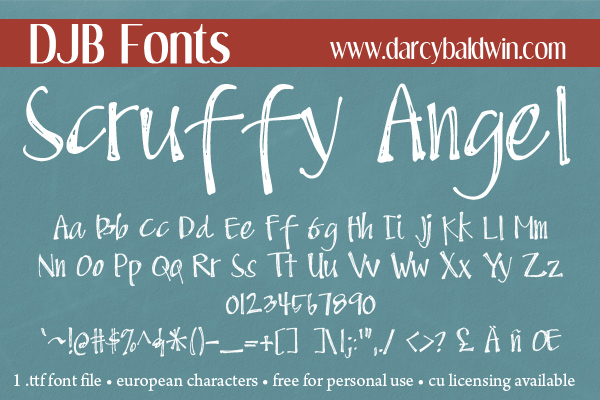 DJB Fonts www.darcybaldwin.com
Scruffy Angel
Aa Bb Cc Dd Ee Ff Gg Hh Ii Jj Kk Ll Mm
Nn Oo Pp Qq Rr Ss Tt Uu Vv Ww Xx Yy Zz
01234567890
`~!@#$%^&*()-_=+[] ]\|;:'",./ <>? £ Ä ñ Œ
1 .ttf font file • european characters • free for personal use • cu licensing available